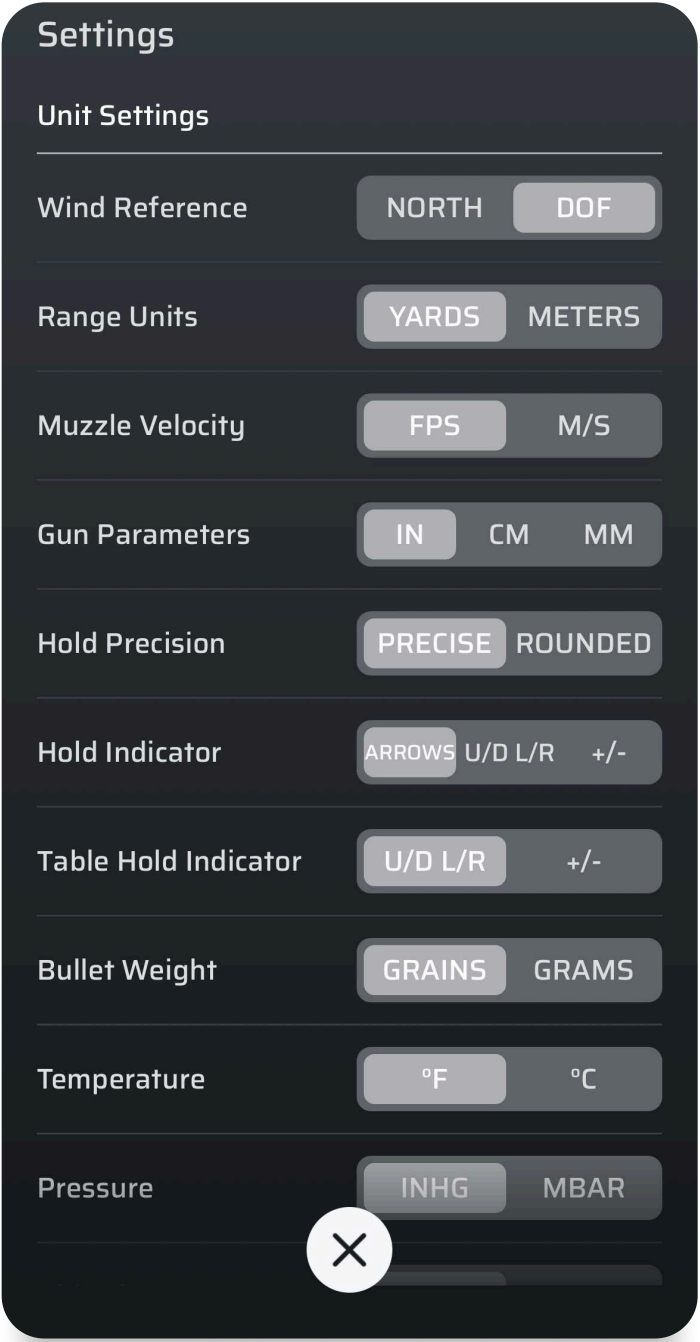 Settings
Unit Settings
Wind Reference NORTH DOF
Range Units YARDS METERS
Muzzle Velocity FPS M/S
Gun Parameters IN CM MM
Hold Precision PRECISE ROUNDED
Hold Indicator ARROWS U/D L/R +/-
Table Hold Indicator U/D L/R +/-
Bullet Weight GRAINS GRAMS
Temperature °F °C
Pressure INHG MBAR